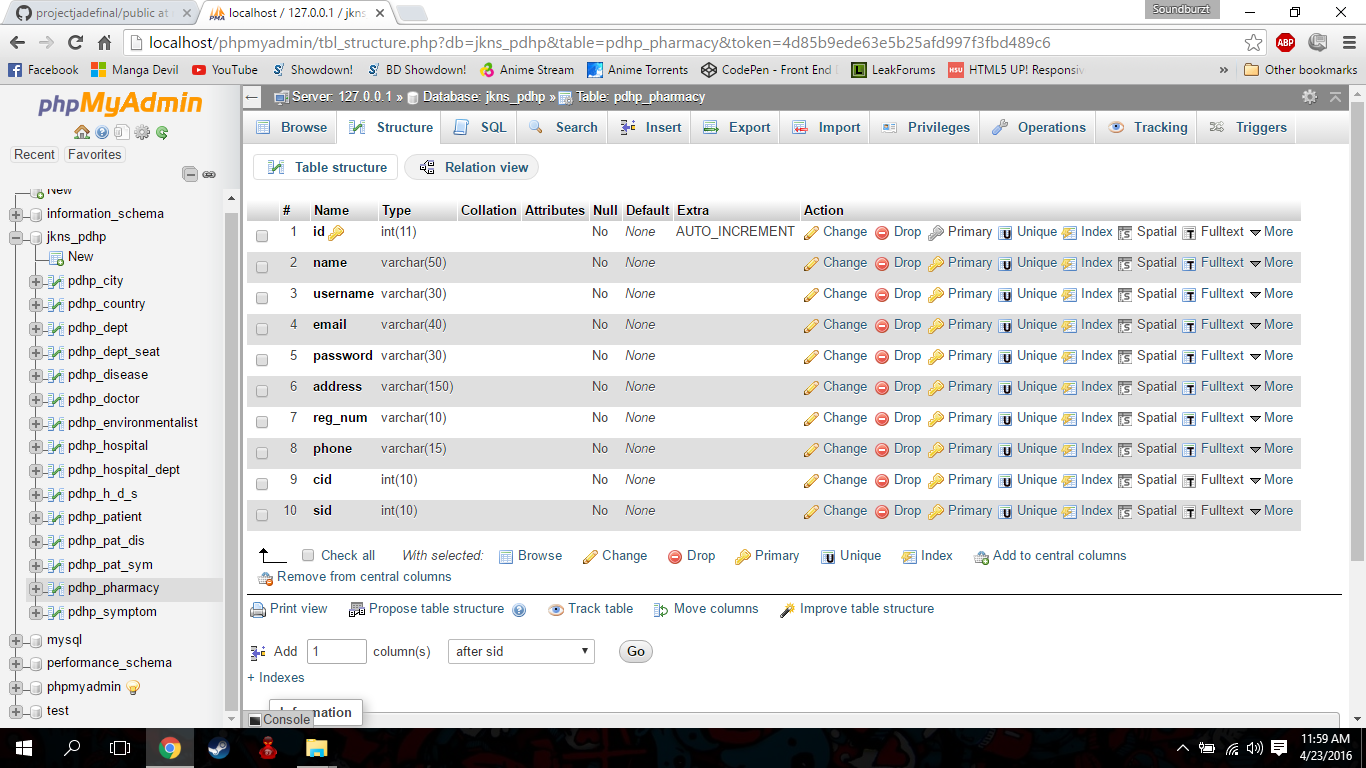 projectjadefinal/public at
localhost / 127.0.0.1 / jkns
Soundburzt
localhost/phpmyadmin/tbl_structure.php?db=jkns_pdhp&table=pdhp_pharmacy&token=4d85b9ede63e5b25afd997f3fbd489c6
ABP
Facebook Manga Devil YouTube Showdown! BD Showdown! Anime Stream Anime Torrents CodePen - Front End LeakForums HTML5 UP! Responsiv » Other bookmarks
phpMyAdmin
Recent Favorites
New
information_schema
jkns_pdhp
New
pdhp_city
pdhp_country
pdhp_dept
pdhp_dept_seat
pdhp_disease
pdhp_doctor
pdhp_environmentalist
pdhp_hospital
pdhp_hospital_dept
pdhp_h_d_s
pdhp_patient
pdhp_pat_dis
pdhp_pat_sym
pdhp_pharmacy
pdhp_symptom
mysql
performance_schema
phpmyadmin
test
Server: 127.0.0.1 » Database: jkns_pdhp » Table: pdhp_pharmacy
Browse Structure SQL Search Insert Export Import Privileges Operations Tracking Triggers
Table structure Relation view
# Name Type Collation Attributes Null Default Extra Action
1 id int(11) No None AUTO_INCREMENT Change Drop Primary Unique Index Spatial Fulltext More
2 name varchar(50) No None Change Drop Primary Unique Index Spatial Fulltext More
3 username varchar(30) No None Change Drop Primary Unique Index Spatial Fulltext More
4 email varchar(40) No None Change Drop Primary Unique Index Spatial Fulltext More
5 password varchar(30) No None Change Drop Primary Unique Index Spatial Fulltext More
6 address varchar(150) No None Change Drop Primary Unique Index Spatial Fulltext More
7 reg_num varchar(10) No None Change Drop Primary Unique Index Spatial Fulltext More
8 phone varchar(15) No None Change Drop Primary Unique Index Spatial Fulltext More
9 cid int(10) No None Change Drop Primary Unique Index Spatial Fulltext More
10 sid int(10) No None Change Drop Primary Unique Index Spatial Fulltext More
Check all With selected: Browse Change Drop Primary Unique Index Add to central columns
Remove from central columns
Print view Propose table structure Track table Move columns Improve table structure
Add 1 column(s) after sid Go
+ Indexes
Information
Console
11:59 AM
4/23/2016